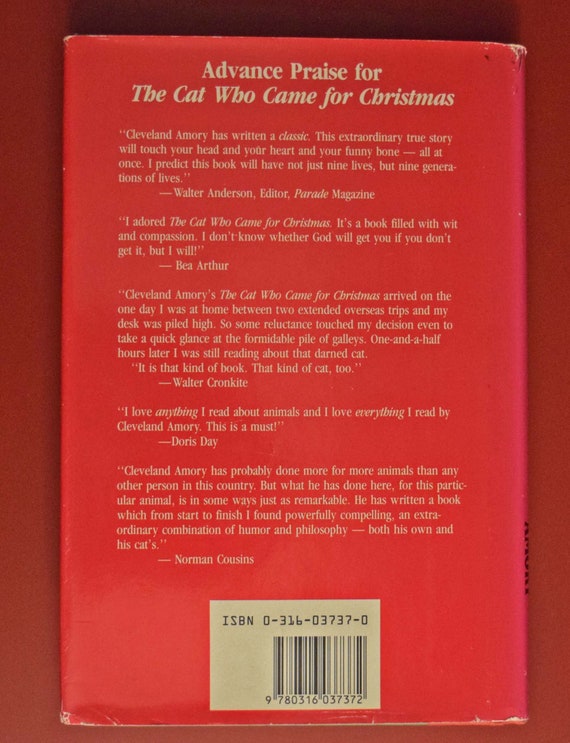 Advance Praise for
The Cat Who Came for Christmas
"Cleveland Amory has written a classic. This extraordinary true story
will touch your head and your heart and your funny bone — all at
once. I predict this book will have not just nine lives, but nine genera-
tions of lives."
—Walter Anderson, Editor, Parade Magazine
"I adored The Cat Who Came for Christmas. It's a book filled with wit
and compassion. I don't know whether God will get you if you don't
get it, but I will!"
— Bea Arthur
"Cleveland Amory's The Cat Who Came for Christmas arrived on the
one day I was at home between two extended overseas trips and my
desk was piled high. So some reluctance touched my decision even to
take a quick glance at the formidable pile of galleys. One-and-a-half
hours later I was still reading about that darned cat.
"It is that kind of book. That kind of cat, too."
—Walter Cronkite
"I love anything I read about animals and I love everything I read by
Cleveland Amory. This is a must!"
—Doris Day
"Cleveland Amory has probably done more for more animals than any
other person in this country. But what he has done here, for this partic-
ular animal, is in some ways just as remarkable. He has written a book
which from start to finish I found powerfully compelling, an extra-
ordinary combination of humor and philosophy — both his own and
his cat's."
— Norman Cousins
ISBN 0-316-03737-0
9 780316 037372